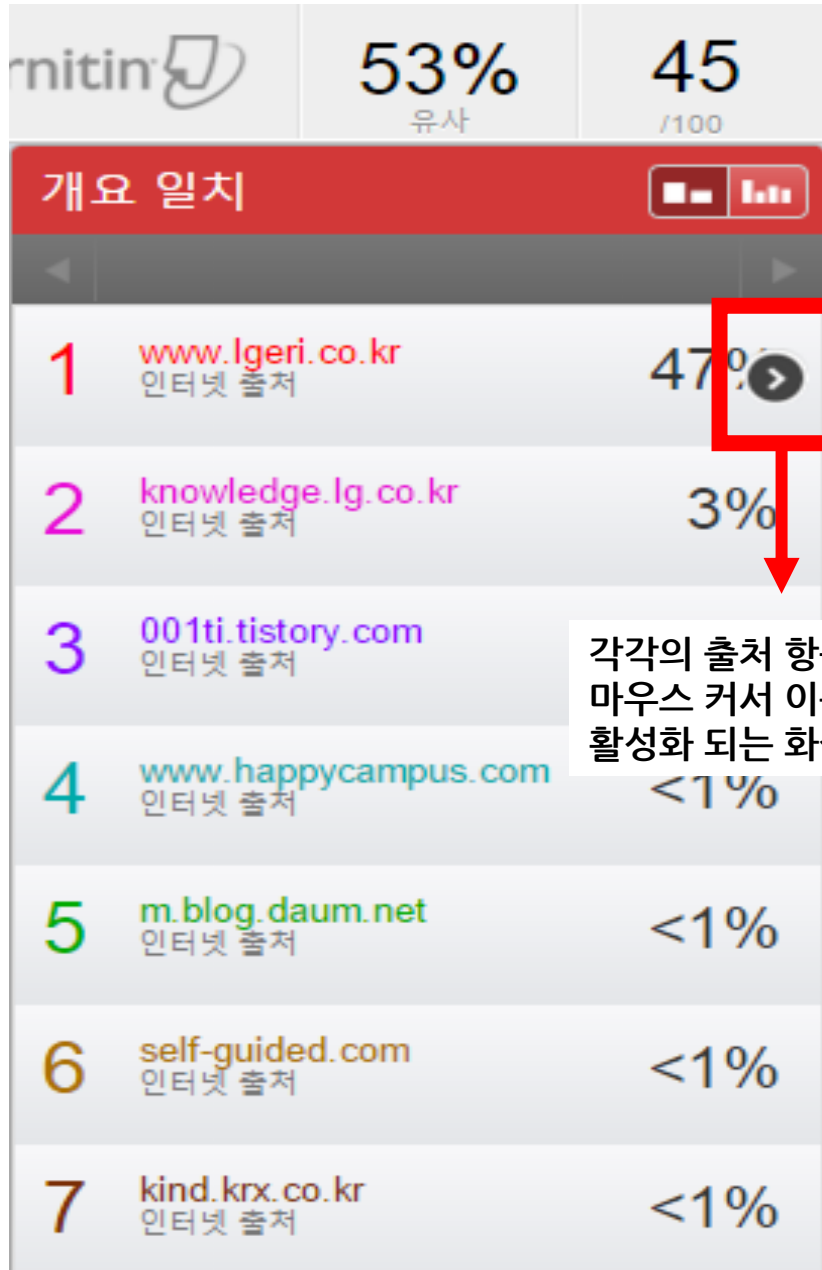 53%
45
유사
/100
개요 일치
1
www.lgeri.co.kr
인터넷 출처
2
knowledge.lg.co.kr
인터넷 출처
3%
3
001ti.tistory.com
인터넷 출처
각각의 출처
마우스 커서
활성화 되는
4
www.happycampus.com
인터넷 출처
<1%
5
m.blog.daum.net
인터넷 출처
<1%
6
self-guided.com
인터넷 출처
<1%
7
kind.krx.co.kr
인터넷 출처
<1%